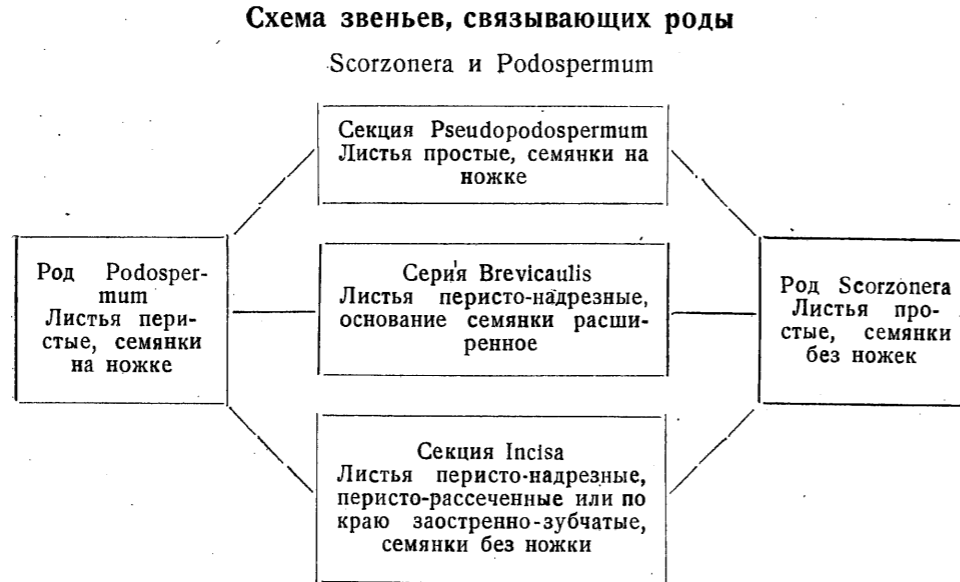 Схема звеньев, связывающих роды
Scorzonera и Podospermum
Секция Pseudopodospermum
Листья простые, семянки на
ножке
Род Podosper-
mum
Листья пери-
стые, семянки
на ножке
Серия Brevicaulis
Листья перисто-надрезные,
основание семянки расши-
ренное
Род Scorzonera
Листья про-
стые, семянки
без ножек
Секция Incisa
Листья перисто-надрезные,
перисто-рассеченные или по
краю заостренно-зубчатые,
семянки без ножки